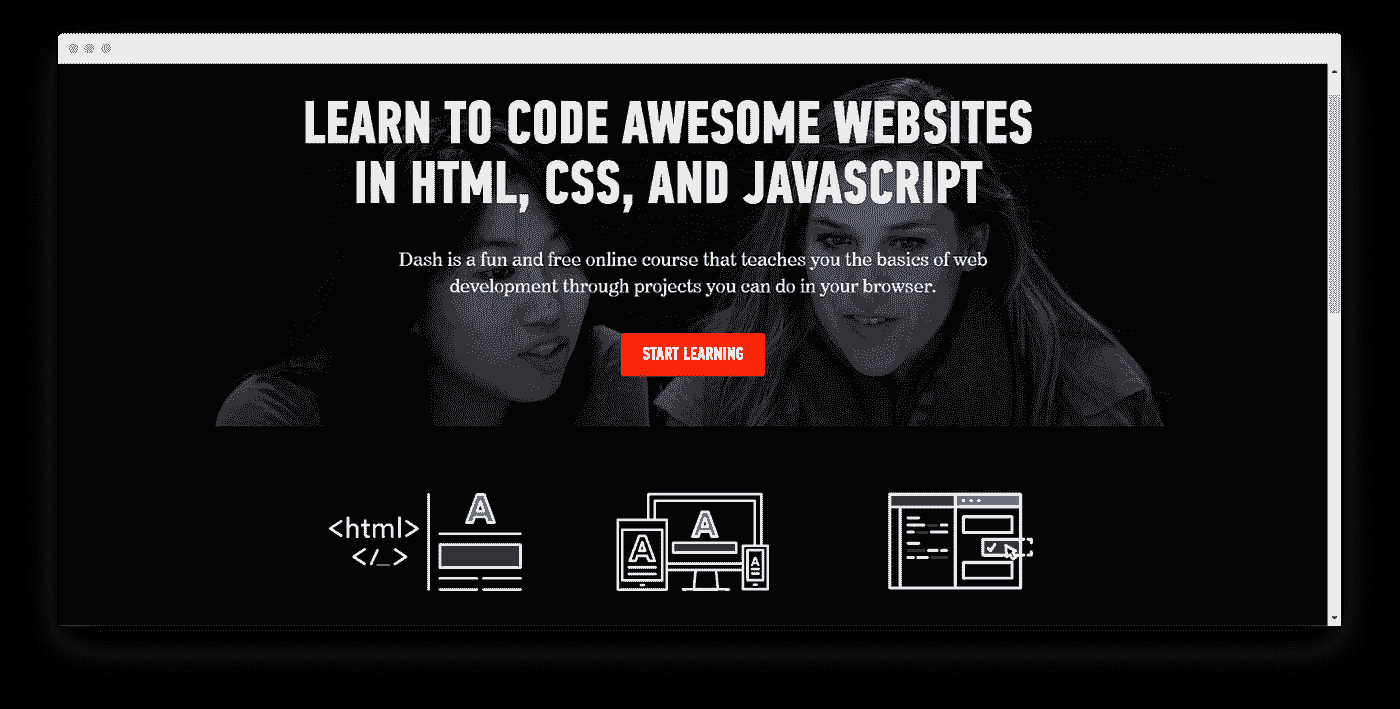 LEARN TO CODE AWESOME WEBSITES
IN HTML, CSS, AND JAVASCRIPT
Dash is a fun and free online course that teaches you the basics of web
development through projects you can do in your browser.
START LEARNING
<html>
</_>
A
A
A
A